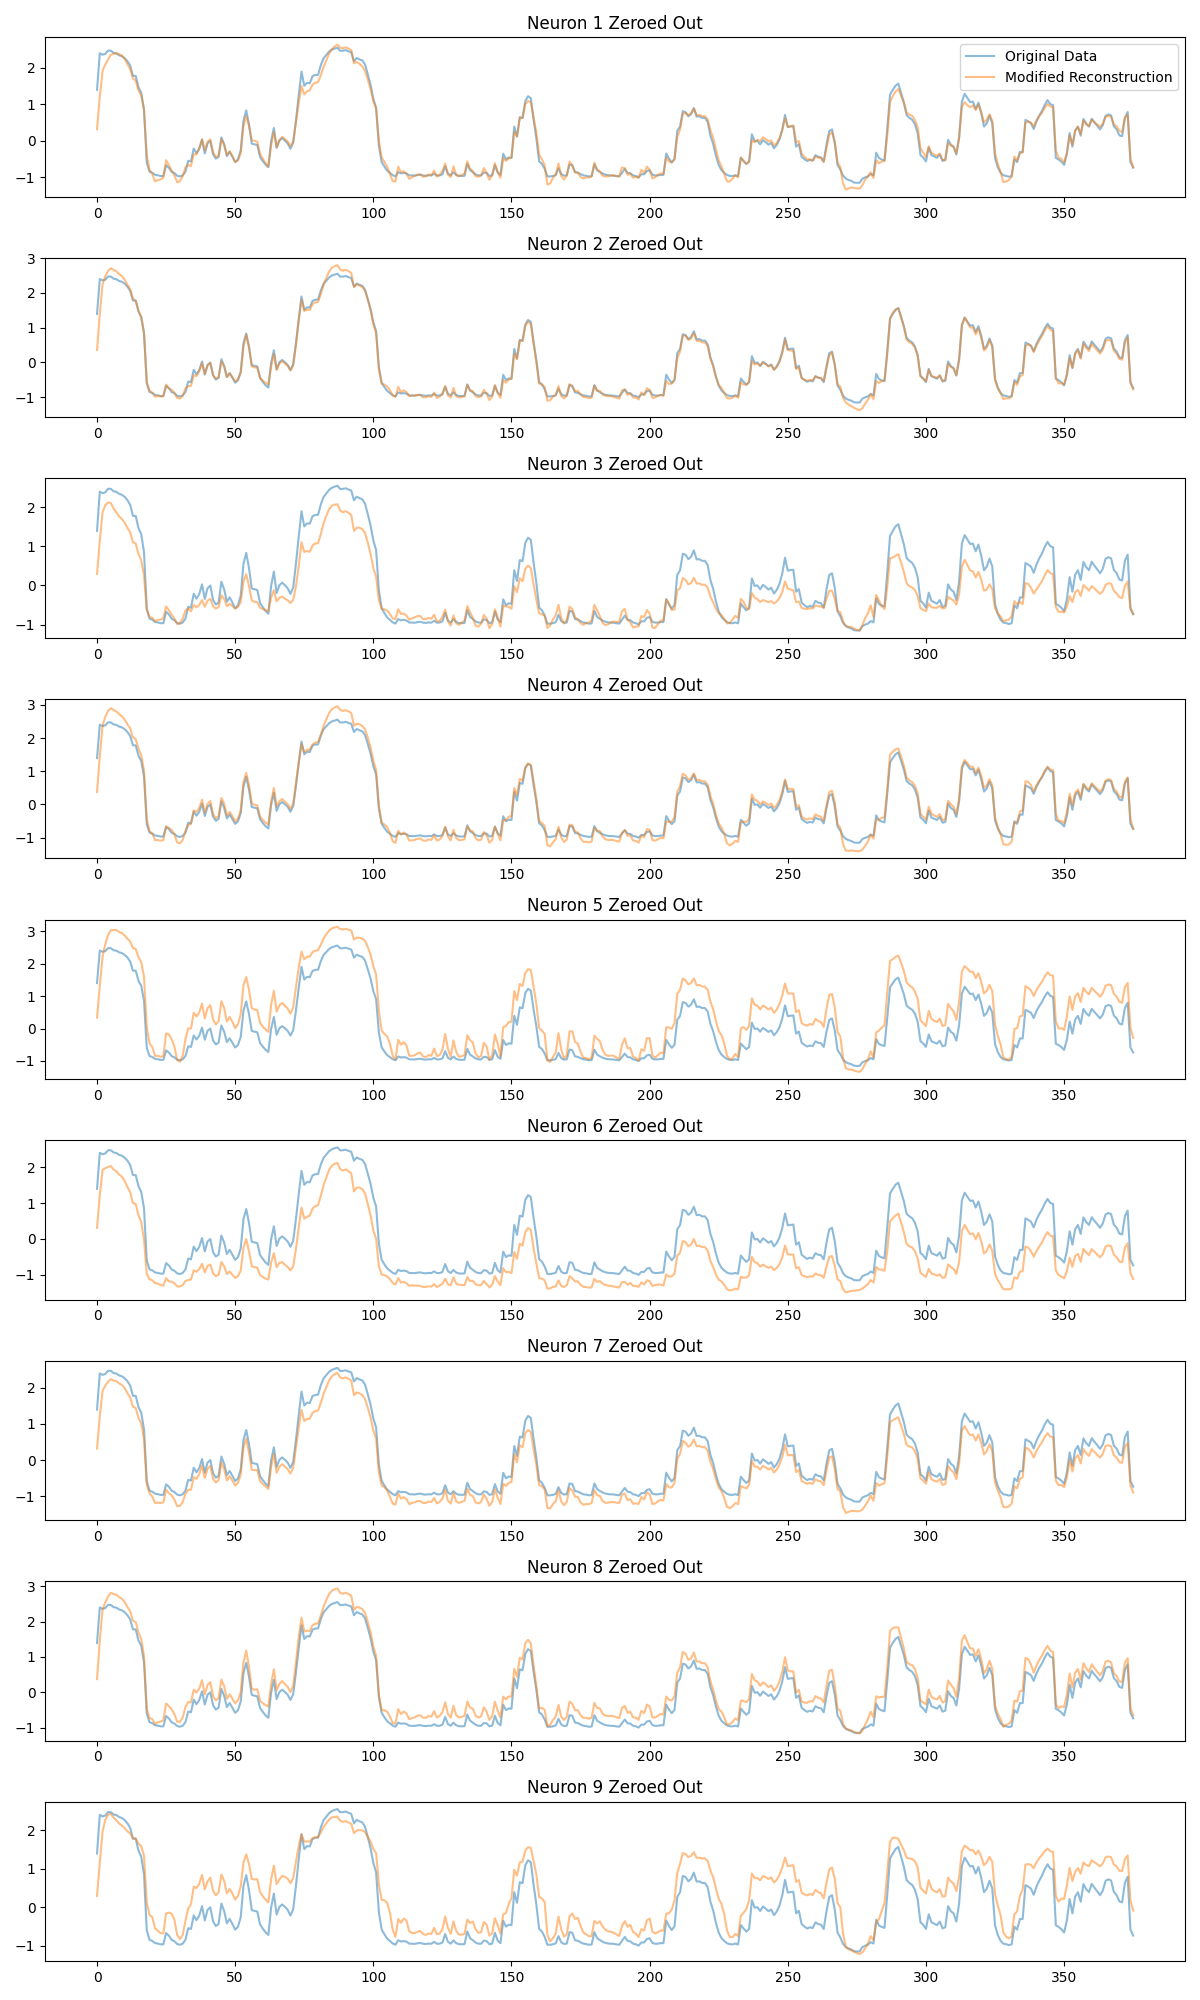 Neuron 1 Zeroed Out
Original Data
Modified Reconstruction
2
1
0
−1
0 50 100 150 200 250 300 350
Neuron 2 Zeroed Out
3
2
1
0
−1
0 50 100 150 200 250 300 350
Neuron 3 Zeroed Out
2
1
0
−1
0 50 100 150 200 250 300 350
Neuron 4 Zeroed Out
3
2
1
0
−1
0 50 100 150 200 250 300 350
Neuron 5 Zeroed Out
3
2
1
0
−1
0 50 100 150 200 250 300 350
Neuron 6 Zeroed Out
2
1
0
−1
0 50 100 150 200 250 300 350
Neuron 7 Zeroed Out
2
1
0
−1
0 50 100 150 200 250 300 350
Neuron 8 Zeroed Out
3
2
1
0
−1
0 50 100 150 200 250 300 350
Neuron 9 Zeroed Out
2
1
0
−1
0 50 100 150 200 250 300 350